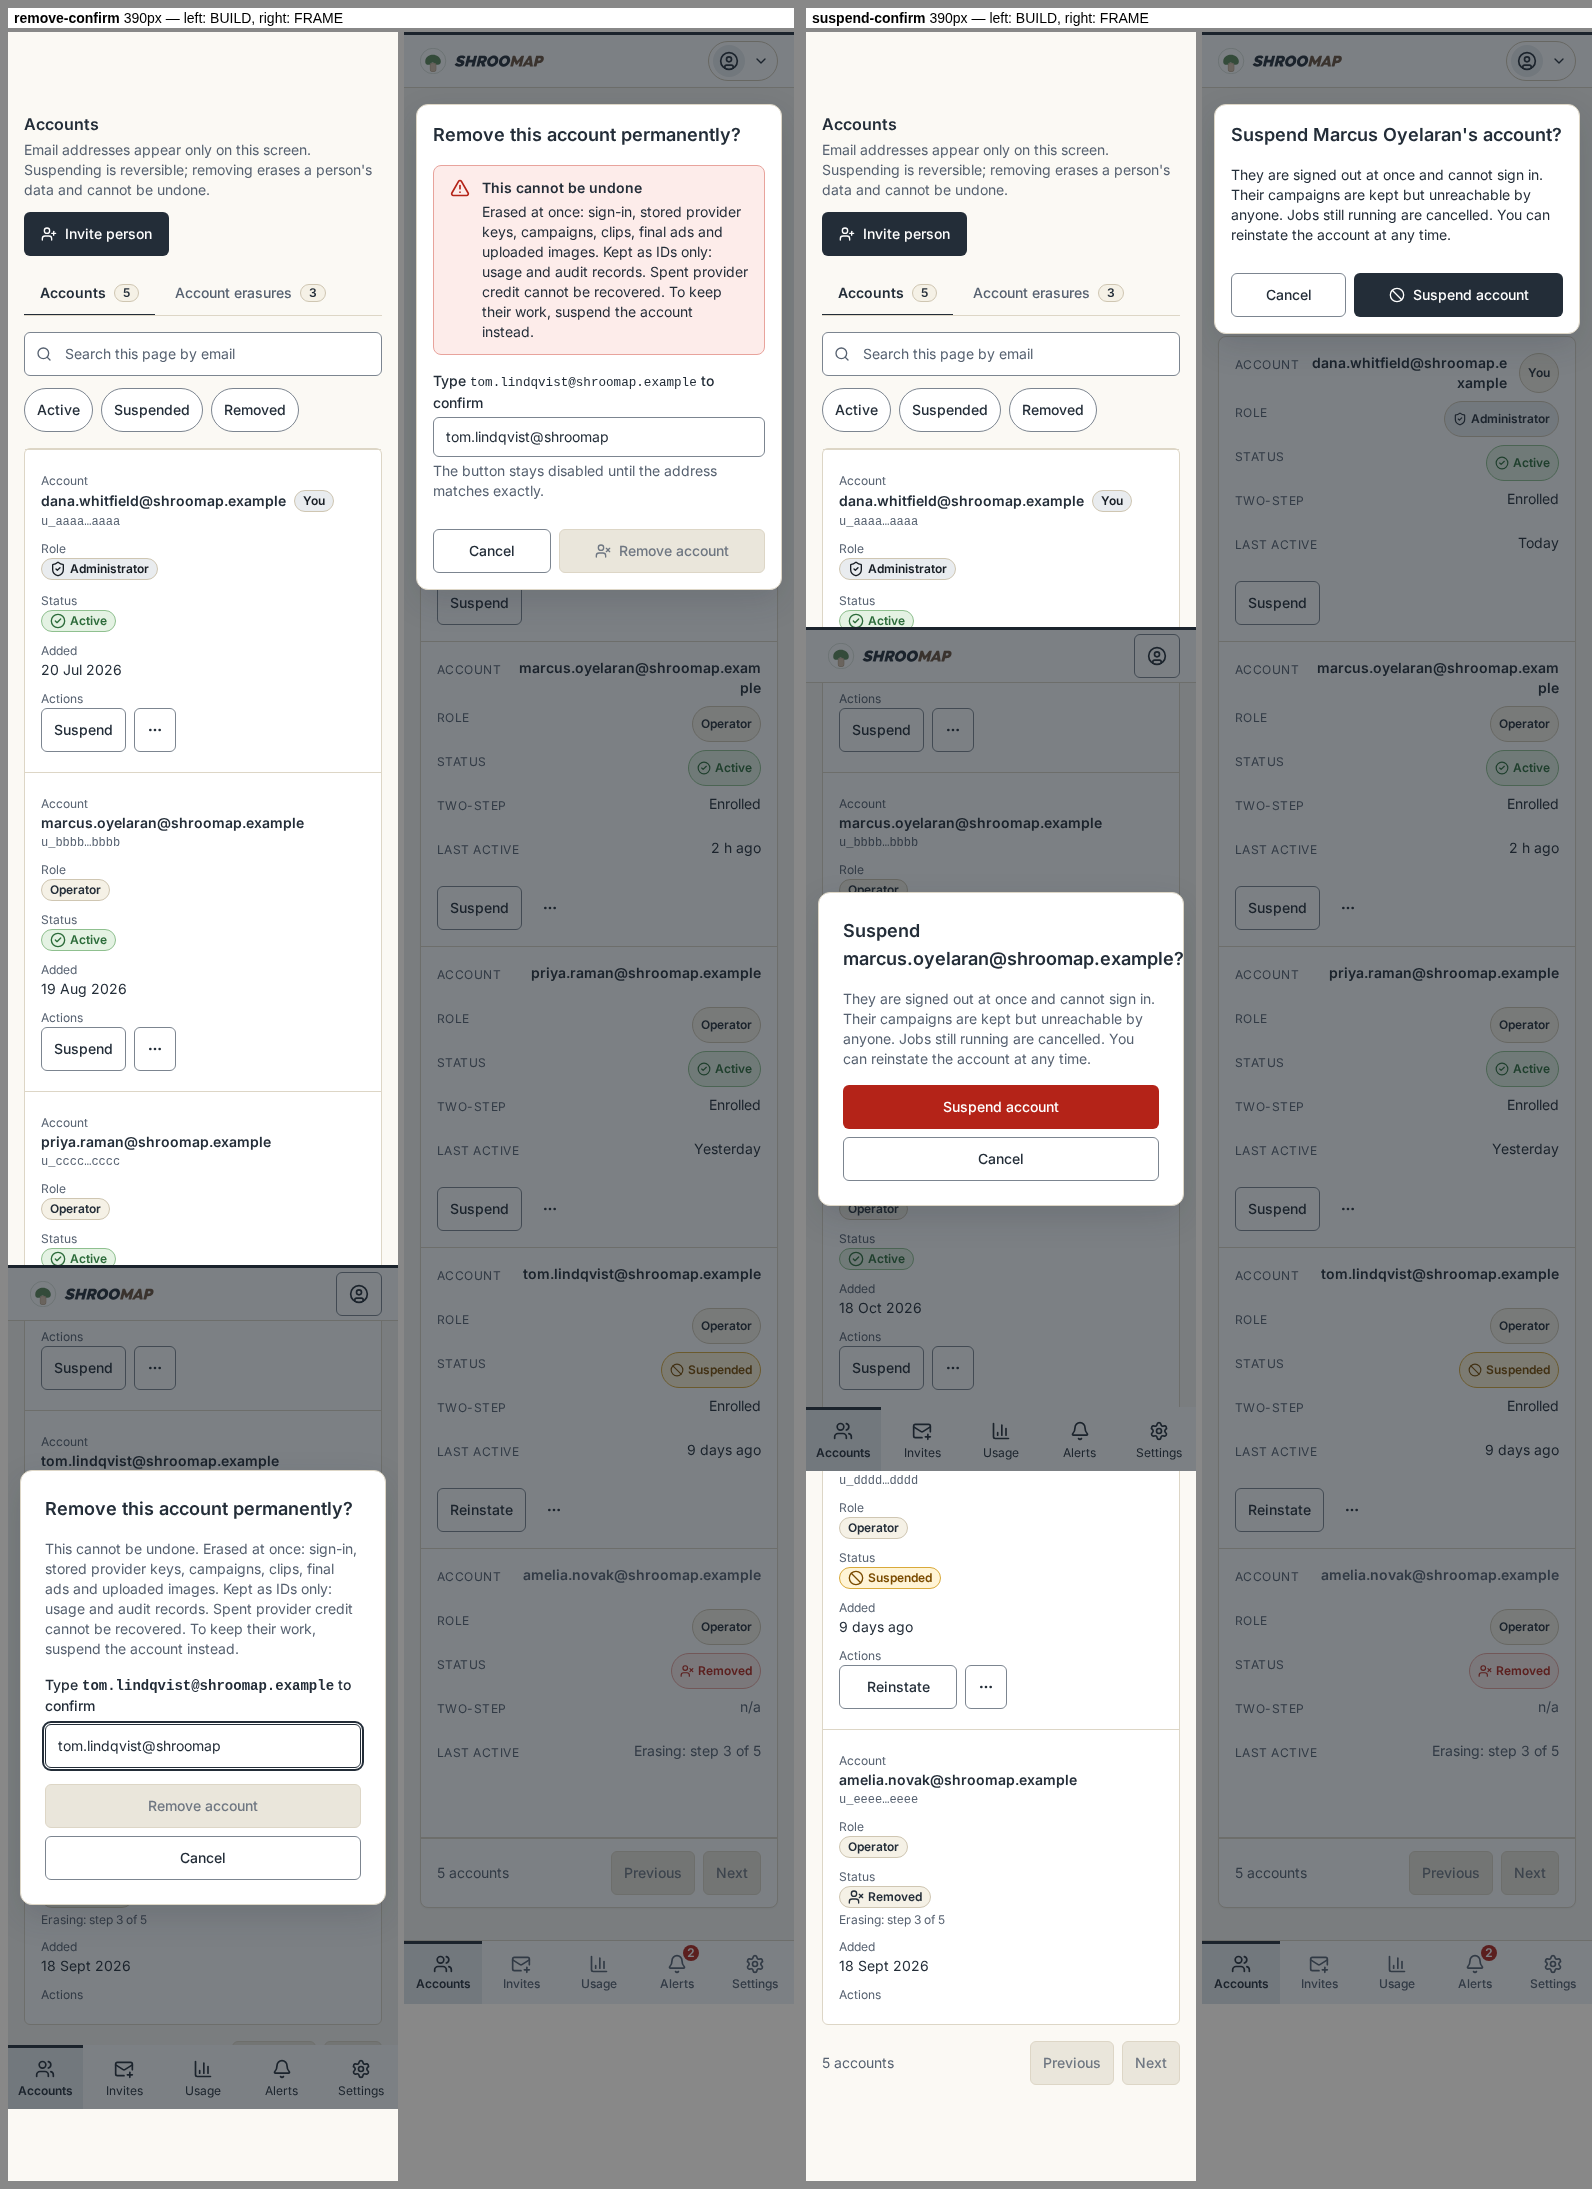 remove-confirm 390px — left: BUILD, right: FRAME
Accounts
Email addresses appear only on this screen.
Suspending is reversible; removing erases a person's
data and cannot be undone.
Invite person
Accounts 5
Account erasures 3
Search this page by email
Active
Suspended
Removed
Account
dana.whitfield@shroomap.example You
u_aaaa…aaaa
Role
Administrator
Status
Active
Added
20 Jul 2026
Actions
Suspend
Account
marcus.oyelaran@shroomap.example
u_bbbb…bbbb
Role
Operator
Status
Active
Added
19 Aug 2026
Actions
Suspend
Account
priya.raman@shroomap.example
u_cccc…cccc
Role
Operator
Status
Active
SHROOMAP
Actions
Suspend
Account
tom.lindqvist@shroomap.example
Remove this account permanently?
This cannot be undone. Erased at once: sign-in,
stored provider keys, campaigns, clips, final
ads and uploaded images. Kept as IDs only:
usage and audit records. Spent provider credit
cannot be recovered. To keep their work,
suspend the account instead.
Type tom.lindqvist@shroomap.example to
confirm
tom.lindqvist@shroomap
Remove account
Cancel
Erasing: step 3 of 5
Added
18 Sept 2026
Actions
Accounts
Invites
Usage
Alerts
Settings
SHROOMAP
Remove this account permanently?
This cannot be undone
Erased at once: sign-in, stored provider
keys, campaigns, clips, final ads and
uploaded images. Kept as IDs only:
usage and audit records. Spent provider
credit cannot be recovered. To keep
their work, suspend the account
instead.
Type tom.lindqvist@shroomap.example to
confirm
tom.lindqvist@shroomap
The button stays disabled until the address
matches exactly.
Cancel
Remove account
Suspend
ACCOUNT marcus.oyelaran@shroomap.exam
ple
ROLE Operator
STATUS Active
TWO-STEP Enrolled
LAST ACTIVE 2 h ago
Suspend
ACCOUNT priya.raman@shroomap.example
ROLE Operator
STATUS Active
TWO-STEP Enrolled
LAST ACTIVE Yesterday
Suspend
ACCOUNT tom.lindqvist@shroomap.example
ROLE Operator
STATUS Suspended
TWO-STEP Enrolled
LAST ACTIVE 9 days ago
Reinstate
ACCOUNT amelia.novak@shroomap.example
ROLE Operator
STATUS Removed
TWO-STEP n/a
LAST ACTIVE Erasing: step 3 of 5
5 accounts
Previous
Next
Accounts
Invites
Usage
Alerts 2
Settings
suspend-confirm 390px — left: BUILD, right: FRAME
Accounts
Email addresses appear only on this screen.
Suspending is reversible; removing erases a person's
data and cannot be undone.
Invite person
Accounts 5
Account erasures 3
Search this page by email
Active
Suspended
Removed
Account
dana.whitfield@shroomap.example You
u_aaaa…aaaa
Role
Administrator
Status
Active
SHROOMAP
Actions
Suspend
Account
marcus.oyelaran@shroomap.example
u_bbbb…bbbb
Role
Operator
Suspend
marcus.oyelaran@shroomap.example?
They are signed out at once and cannot sign in.
Their campaigns are kept but unreachable by
anyone. Jobs still running are cancelled. You
can reinstate the account at any time.
Suspend account
Cancel
Operator
Status
Active
Added
18 Oct 2026
Actions
Suspend
Accounts
Invites
Usage
Alerts
Settings
u_dddd…dddd
Role
Operator
Status
Suspended
Added
9 days ago
Actions
Reinstate
Account
amelia.novak@shroomap.example
u_eeee…eeee
Role
Operator
Status
Removed
Erasing: step 3 of 5
Added
18 Sept 2026
Actions
5 accounts
Previous
Next
SHROOMAP
Suspend Marcus Oyelaran's account?
They are signed out at once and cannot sign in.
Their campaigns are kept but unreachable by
anyone. Jobs still running are cancelled. You can
reinstate the account at any time.
Cancel
Suspend account
ACCOUNT dana.whitfield@shroomap.e
xample You
ROLE Administrator
STATUS Active
TWO-STEP Enrolled
LAST ACTIVE Today
Suspend
ACCOUNT marcus.oyelaran@shroomap.exam
ple
ROLE Operator
STATUS Active
TWO-STEP Enrolled
LAST ACTIVE 2 h ago
Suspend
ACCOUNT priya.raman@shroomap.example
ROLE Operator
STATUS Active
TWO-STEP Enrolled
LAST ACTIVE Yesterday
Suspend
ACCOUNT tom.lindqvist@shroomap.example
ROLE Operator
STATUS Suspended
TWO-STEP Enrolled
LAST ACTIVE 9 days ago
Reinstate
ACCOUNT amelia.novak@shroomap.example
ROLE Operator
STATUS Removed
TWO-STEP n/a
LAST ACTIVE Erasing: step 3 of 5
5 accounts
Previous
Next
Accounts
Invites
Usage
Alerts 2
Settings